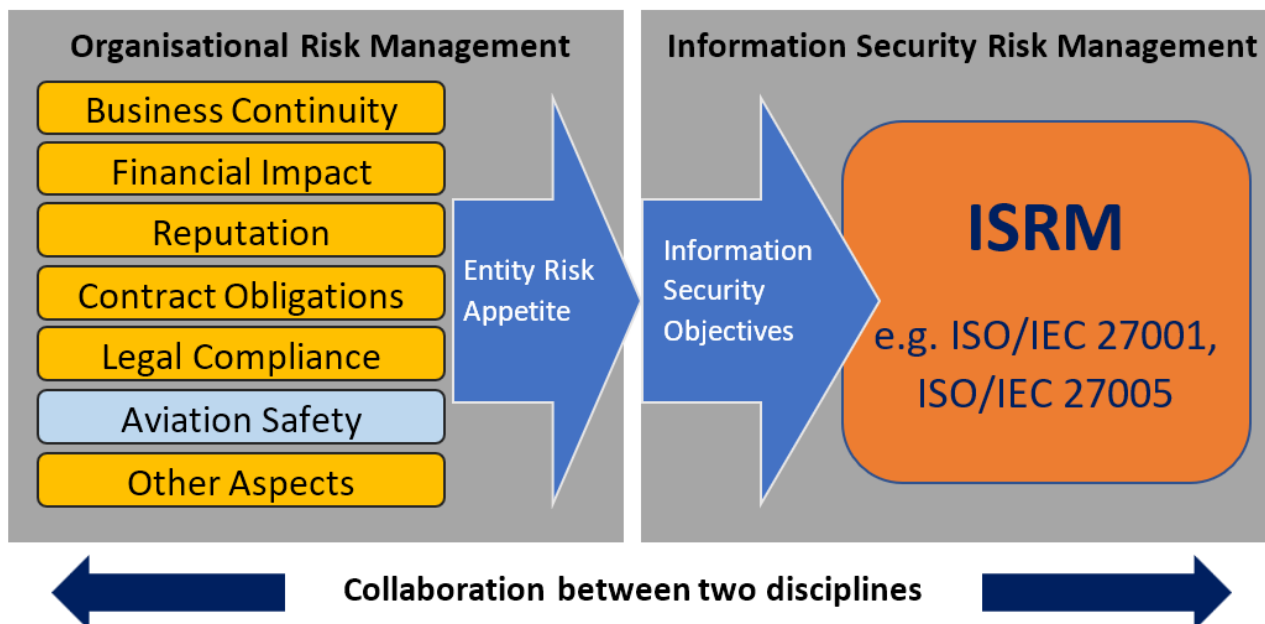 Organisational Risk Management
Business Continuity
Financial Impact
Reputation
Contract Obligations
Legal Compliance
Aviation Safety
Other Aspects
Entity Risk
Appetite
Information Security Risk Management
Information
Security
Objectives
ISRM
e.g. ISO/IEC 27001,
ISO/IEC 27005
Collaboration between two disciplines